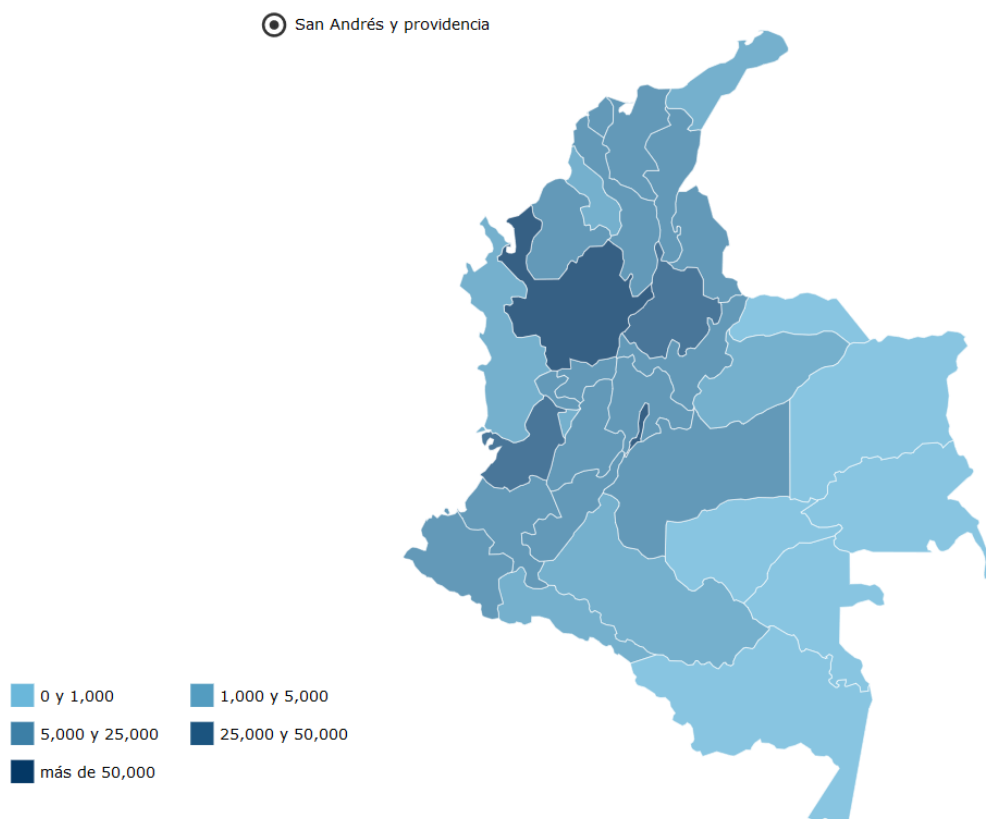 San Andrés y providencia
0 y 1,000
1,000 y 5,000
5,000 y 25,000
25,000 y 50,000
más de 50,000